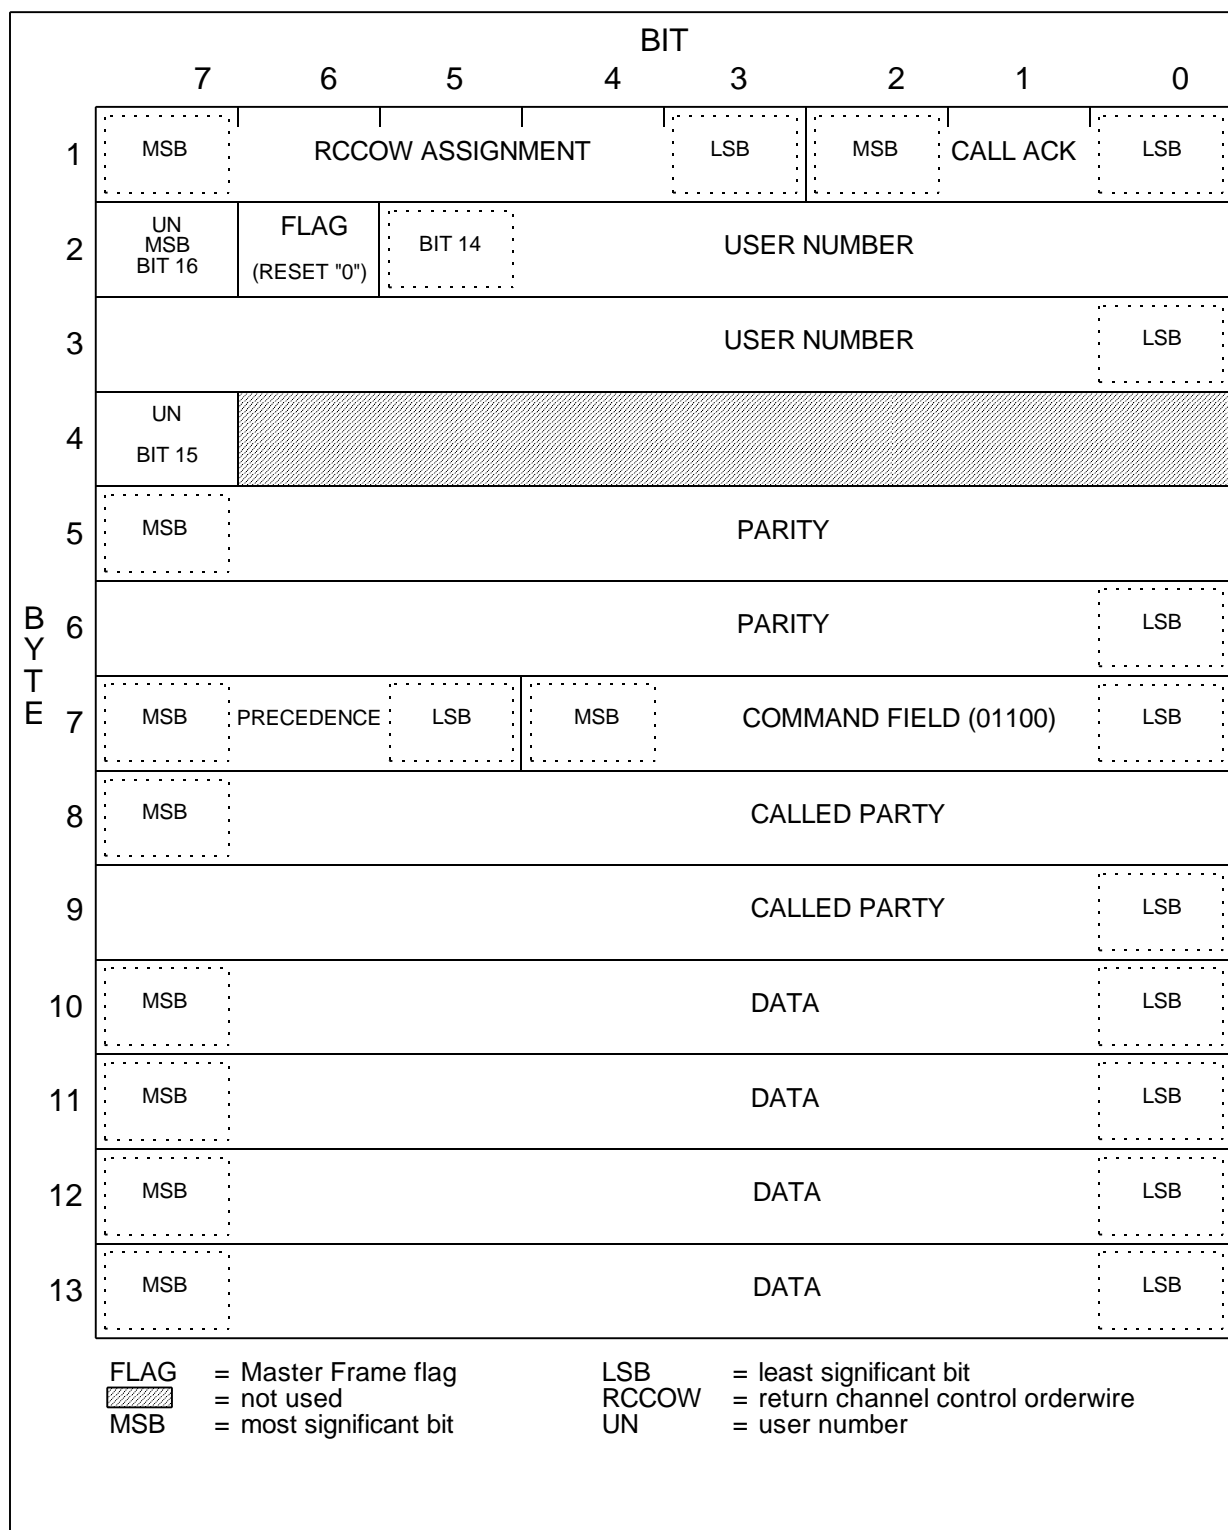 BIT
7 6 5 4 3 2 1 0
1 MSB RCCOW ASSIGNMENT LSB MSB CALL ACK LSB
2 UN MSB BIT 16 FLAG (RESET "0") BIT 14 USER NUMBER
3 USER NUMBER LSB
4 UN BIT 15
5 MSB PARITY
BYTE
6 PARITY LSB
7 MSB PRECEDENCE LSB MSB COMMAND FIELD (01100) LSB
8 MSB CALLED PARTY
9 CALLED PARTY LSB
10 MSB DATA LSB
11 MSB DATA LSB
12 MSB DATA LSB
13 MSB DATA LSB
FLAG = Master Frame flag LSB = least significant bit
= not used RCCOW = return channel control orderwire
MSB = most significant bit UN = user number